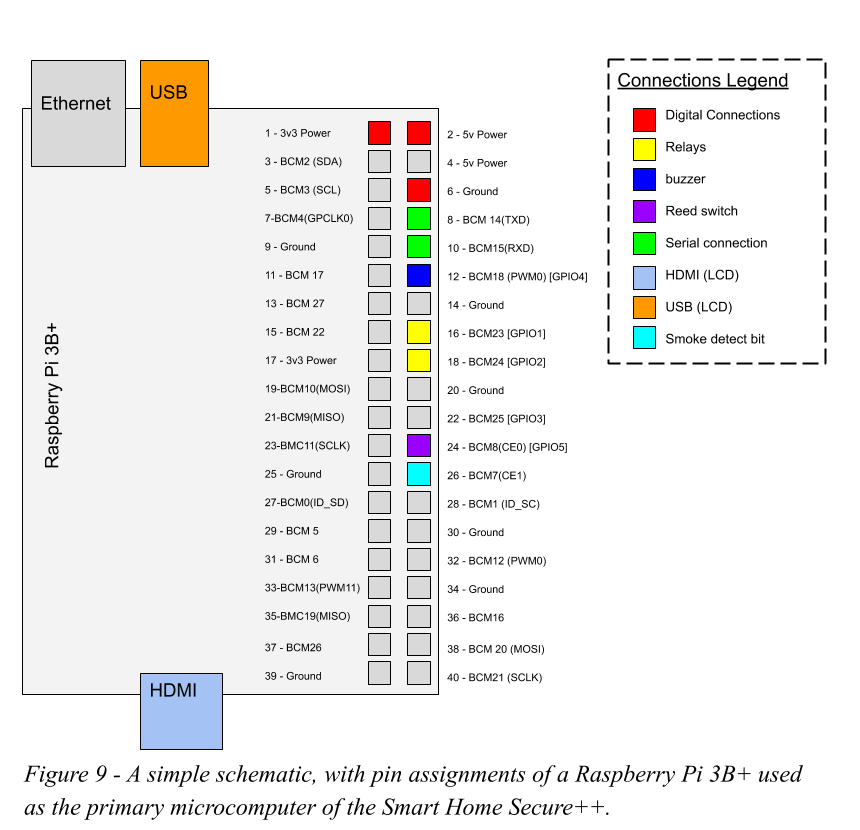 Ethernet
USB
Connections Legend
Digital Connections
Relays
buzzer
Reed switch
Serial connection
HDMI (LCD)
USB (LCD)
Smoke detect bit
Raspberry Pi 3B+
1 - 3v3 Power
2 - 5v Power
3 - BCM2 (SDA)
4 - 5v Power
5 - BCM3 (SCL)
6 - Ground
7-BCM4(GPCLK0)
8 - BCM 14(TXD)
9 - Ground
10 - BCM15(RXD)
11 - BCM 17
12 - BCM18 (PWM0) [GPIO4]
13 - BCM 27
14 - Ground
15 - BCM 22
16 - BCM23 [GPIO1]
17 - 3v3 Power
18 - BCM24 [GPIO2]
19-BCM10(MOSI)
20 - Ground
21-BCM9(MISO)
22 - BCM25 [GPIO3]
23-BMC11(SCLK)
24 - BCM8(CE0) [GPIO5]
25 - Ground
26 - BCM7(CE1)
27-BCM0(ID_SD)
28 - BCM1 (ID_SC)
29 - BCM 5
30 - Ground
31 - BCM 6
32 - BCM12 (PWM0)
33-BCM13(PWM11)
34 - Ground
35-BMC19(MISO)
36 - BCM16
37 - BCM26
38 - BCM 20 (MOSI)
39 - Ground
40 - BCM21 (SCLK)
HDMI
Figure 9 - A simple schematic, with pin assignments of a Raspberry Pi 3B+ used
as the primary microcomputer of the Smart Home Secure++.